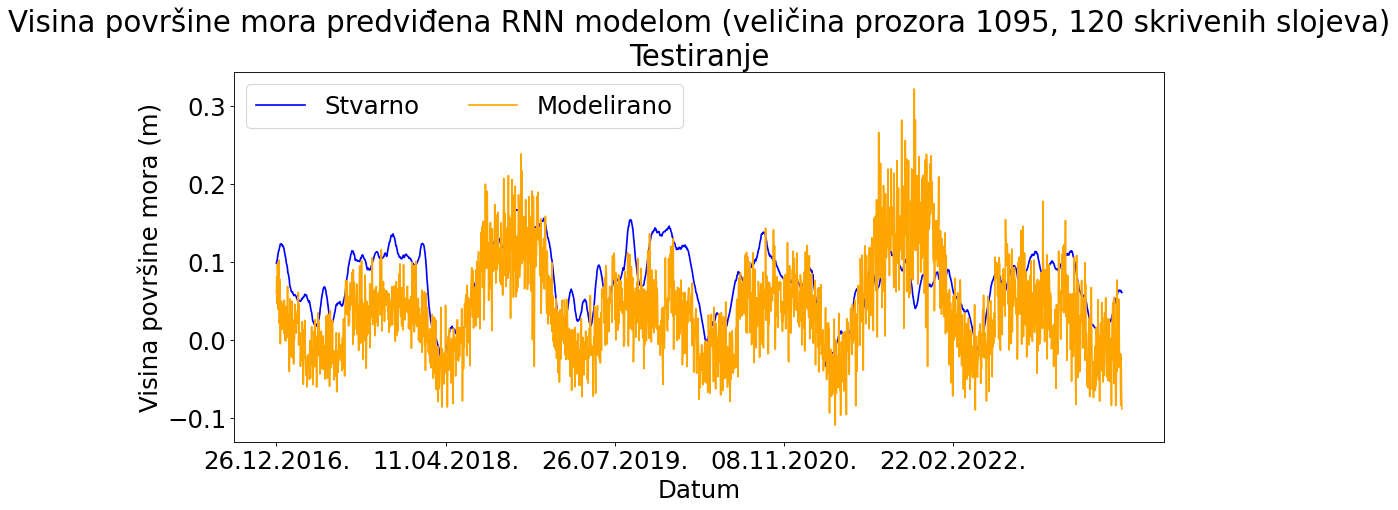 Visina površine mora predviđena RNN modelom (veličina prozora 1095, 120 skrivenih slojeva)
Testiranje
Stvarno Modelirano
Visina površine mora (m)
0.3
0.2
0.1
0.0
−0.1
26.12.2016. 11.04.2018. 26.07.2019. 08.11.2020. 22.02.2022.
Datum